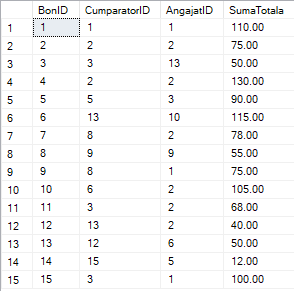 BonID CumparatorID AngajatID SumaTotala
1 1 1 1 110.00
2 2 2 2 75.00
3 3 3 13 50.00
4 4 2 2 130.00
5 5 5 3 90.00
6 6 13 10 115.00
7 7 8 2 78.00
8 8 9 9 55.00
9 9 8 1 75.00
10 10 6 2 105.00
11 11 3 2 68.00
12 12 13 2 40.00
13 13 12 6 50.00
14 14 15 5 12.00
15 15 3 1 100.00